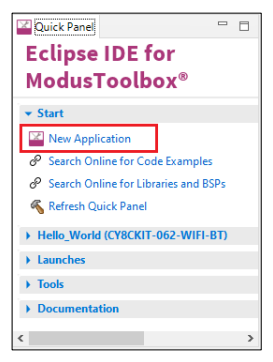 Quick Panel
Eclipse IDE for
ModusToolbox®
Start
New Application
Search Online for Code Examples
Search Online for Libraries and BSPs
Refresh Quick Panel
Hello_World (CY8CKIT-062-WIFI-BT)
Launches
Tools
Documentation